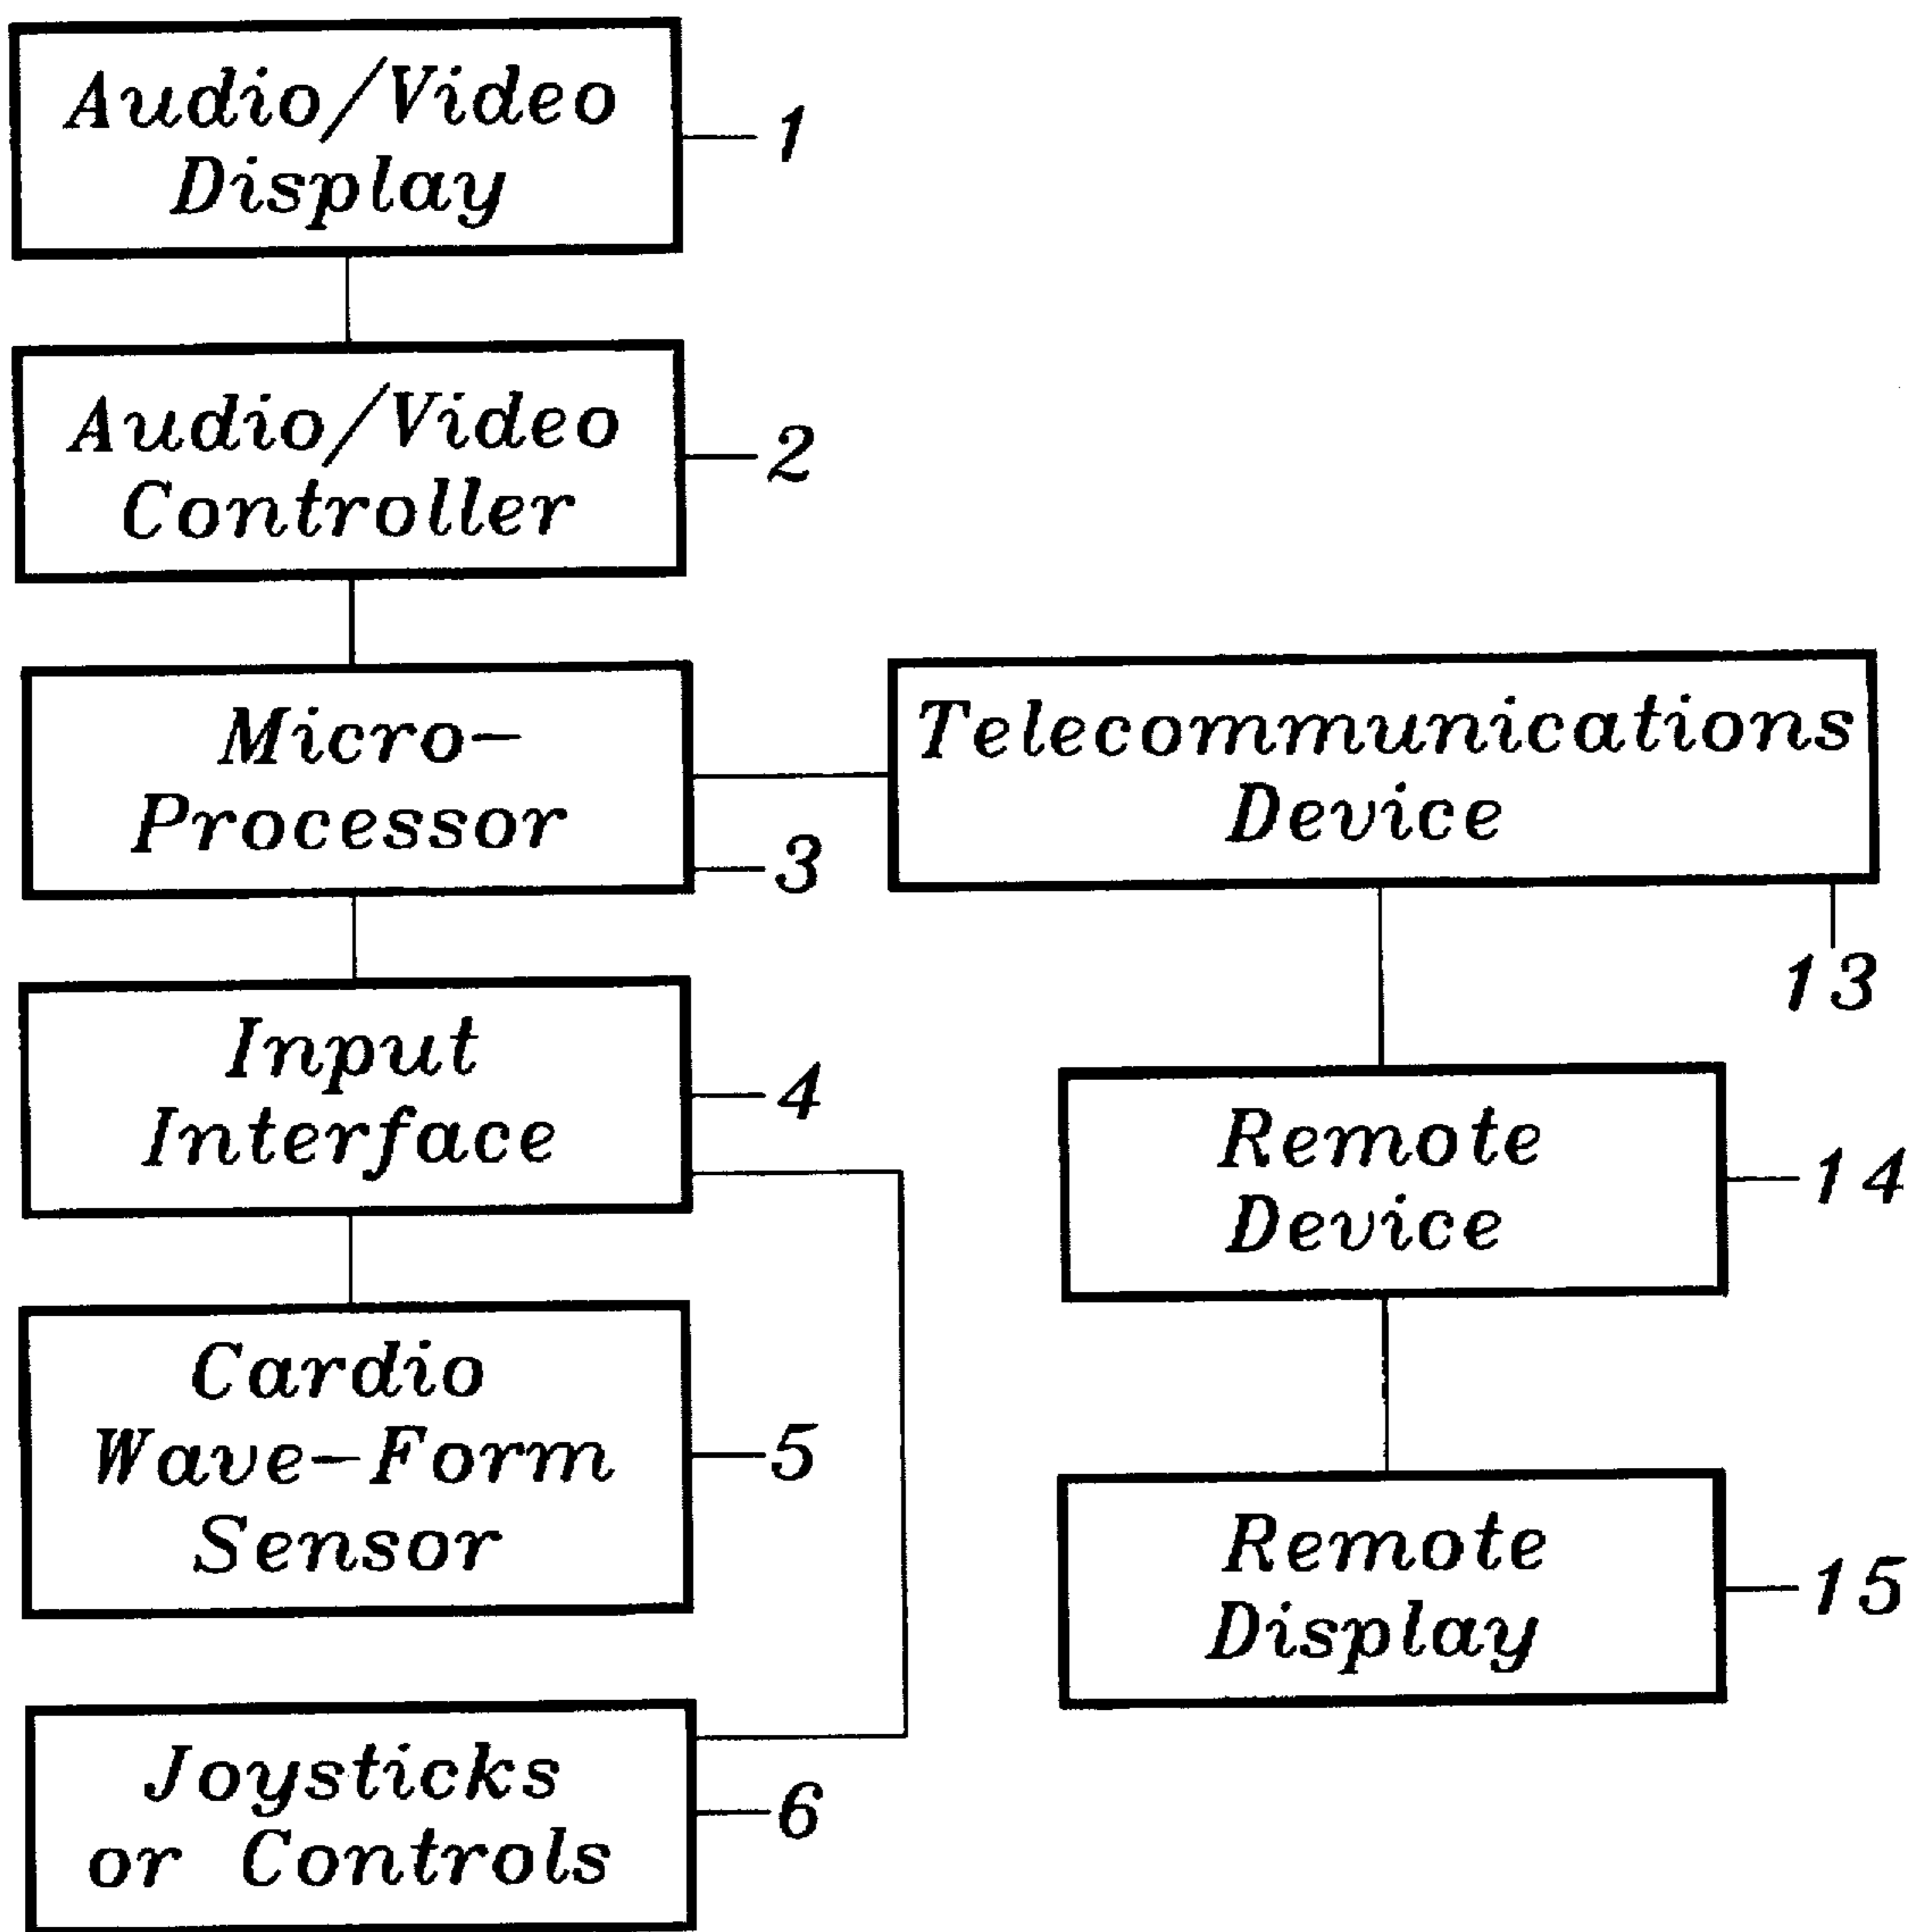 Audio/Video
Display
1
Audio/Video
Controller
2
Micro-
Processor
3
Telecommunications
Device
13
Input
Interface
4
Remote
Device
14
Cardio
Wave-Form
Sensor
5
Remote
Display
15
Joysticks
or Controls
6